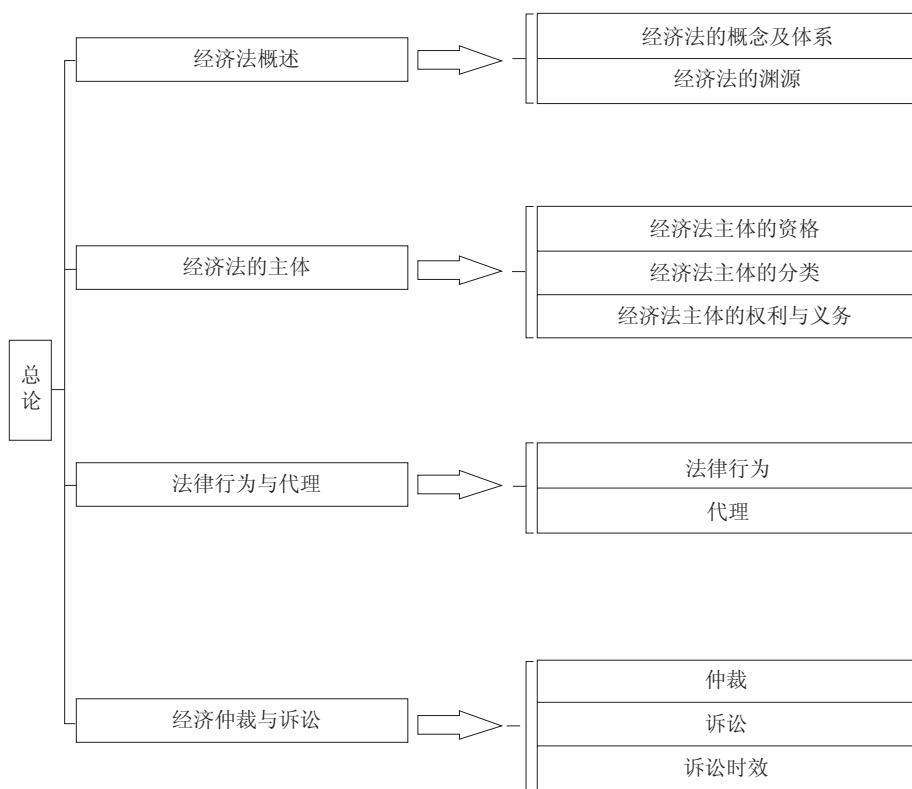 总论
经济法概述
经济法的概念及体系
经济法的渊源
经济法的主体
经济法主体的资格
经济法主体的分类
经济法主体的权利与义务
法律行为与代理
法律行为
代理
经济仲裁与诉讼
仲裁
诉讼
诉讼时效